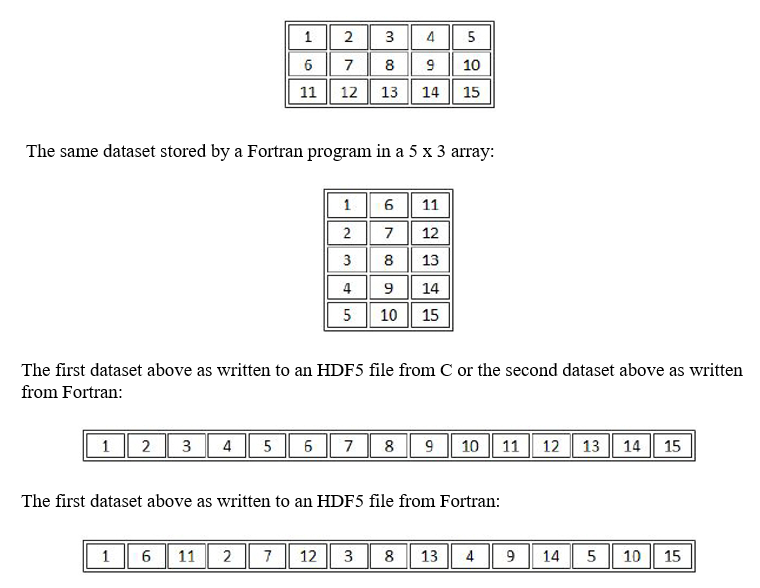 1 2 3 4 5
6 7 8 9 10
11 12 13 14 15
The same dataset stored by a Fortran program in a 5 x 3 array:
1 6 11
2 7 12
3 8 13
4 9 14
5 10 15
The first dataset above as written to an HDF5 file from C or the second dataset above as written
from Fortran:
1 2 3 4 5 6 7 8 9 10 11 12 13 14 15
The first dataset above as written to an HDF5 file from Fortran:
1 6 11 2 7 12 3 8 13 4 9 14 5 10 15